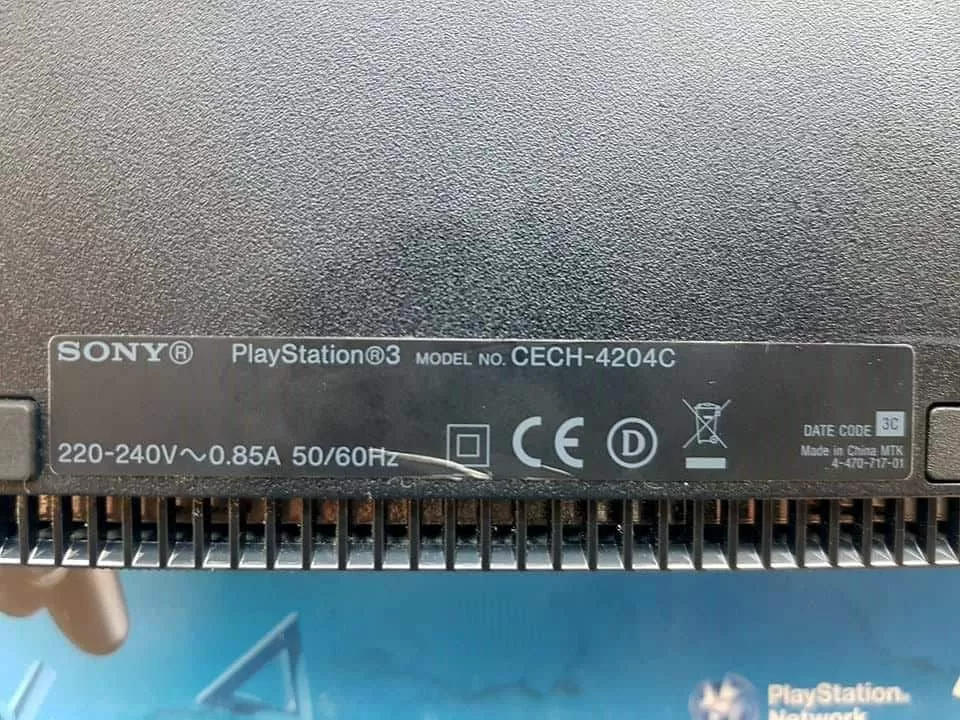 SONY® PlayStation®3 MODEL NO. CECH-4204C
220-240V~0.85A 50/60Hz
CE
D
DATE CODE 3C
Made in China MTK
4-470-717-01
PlayStation®
Network